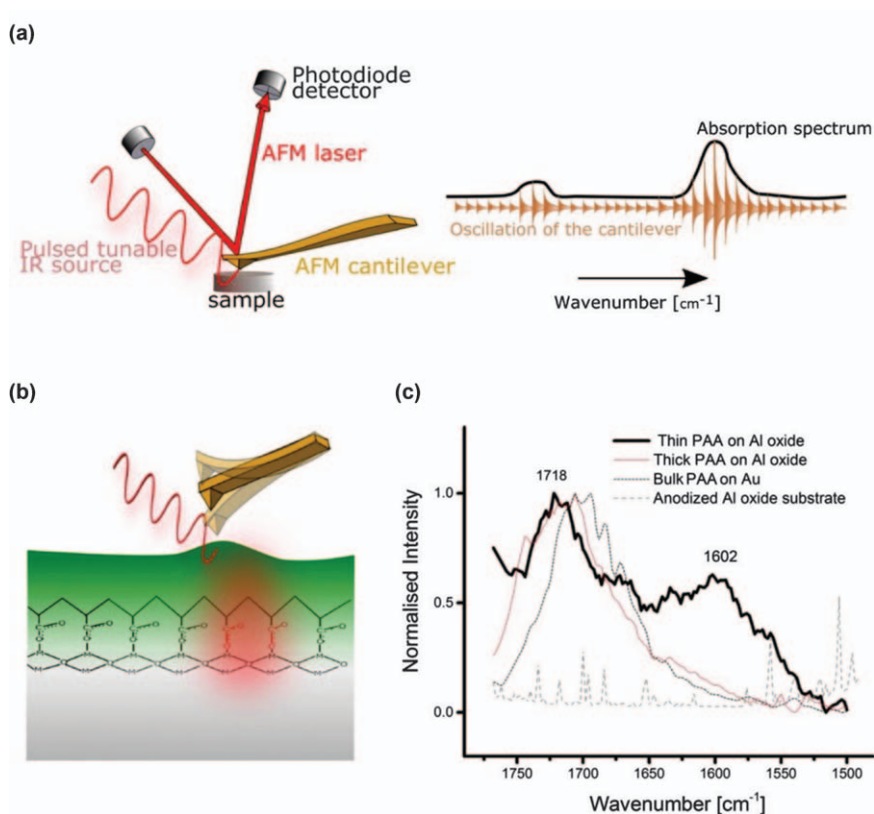 (a)
Photodiode
detector
AFM laser
Pulsed tunable
IR source
AFM cantilever
sample
Absorption spectrum
Oscillation of the cantilever
Wavenumber [cm-1]
(b)
(c)
Thin PAA on Al oxide
Thick PAA on Al oxide
Bulk PAA on Au
Anodized Al oxide substrate
1718
1602
1.0
0.5
0.0
Normalised Intensity
1750 1700 1650 1600 1550 1500
Wavenumber [cm-1]